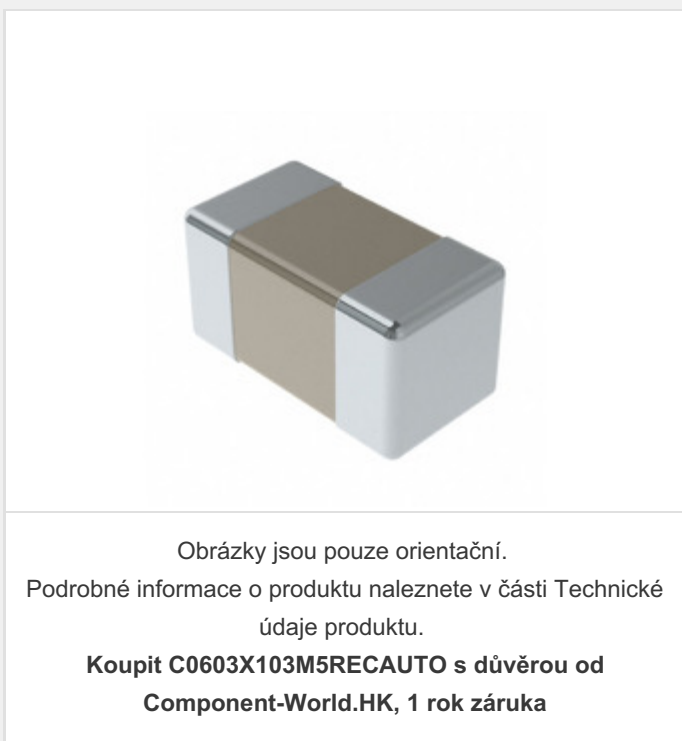 Obrázky jsou pouze orientační.
Podrobné informace o produktu naleznete v části Technické
údaje produktu.
Koupit C0603X103M5RECAUTO s důvěrou od
Component-World.HK, 1 rok záruka